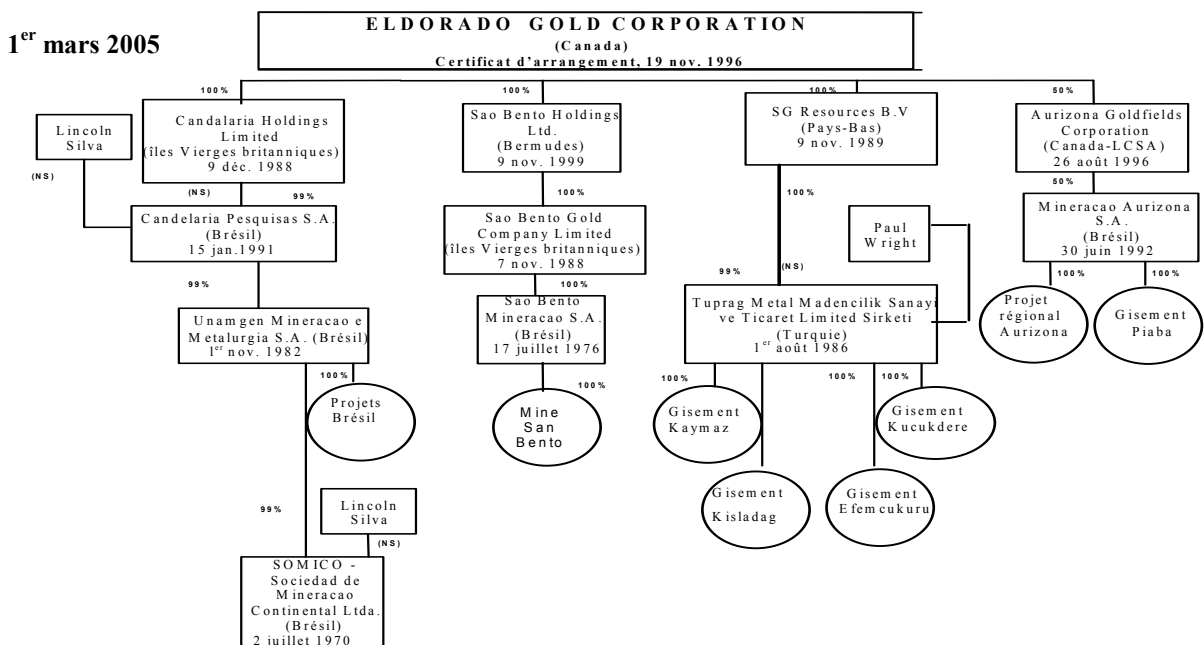 1er mars 2005
ELDORADO GOLD CORPORATION
(Canada)
Certificat d'arrangement, 19 nov. 1996
100%
100%
100%
50%
Lincoln
Silva
(NS)
Candalaria Holdings
Limited
(îles Vierges britanniques)
9 déc. 1988
Sao Bento Holdings
Ltd.
(Bermudes)
9 nov. 1999
SG Resources B.V
(Pays-Bas)
9 nov. 1989
Aurizona Goldfields
Corporation
(Canada-LCSA)
26 août 1996
(NS)
99%
100%
100%
50%
Candelaria Pesquisas S.A.
(Brésil)
15 jan.1991
Sao Bento Gold
Company Limited
(îles Vierges britanniques)
7 nov. 1988
Paul
Wright
Mineracao Aurizona
S.A.
(Brésil)
30 juin 1992
99%
100%
99%
(NS)
100%
100%
Unamgen Mineracao e
Metalurgia S.A. (Brésil)
1er nov. 1982
Sao Bento
Mineracao S.A.
(Brésil)
17 juillet 1976
Tuprag Metal Madencilik Sanayi
ve Ticaret Limited Sirketi
(Turquie)
1er août 1986
Projet
régional
Aurizona
Gisement
Piaba
100%
100%
100%
100%
100%
Projets
Brésil
Mine
San
Bento
Gisement
Kaymaz
Gisement
Kucukdere
Gisement
Kisladag
Gisement
Efemcukuru
99%
Lincoln
Silva
(NS)
SOMICO -
Sociedad de
Mineracao
Continental Ltda.
(Brésil)
2 juillet 1970